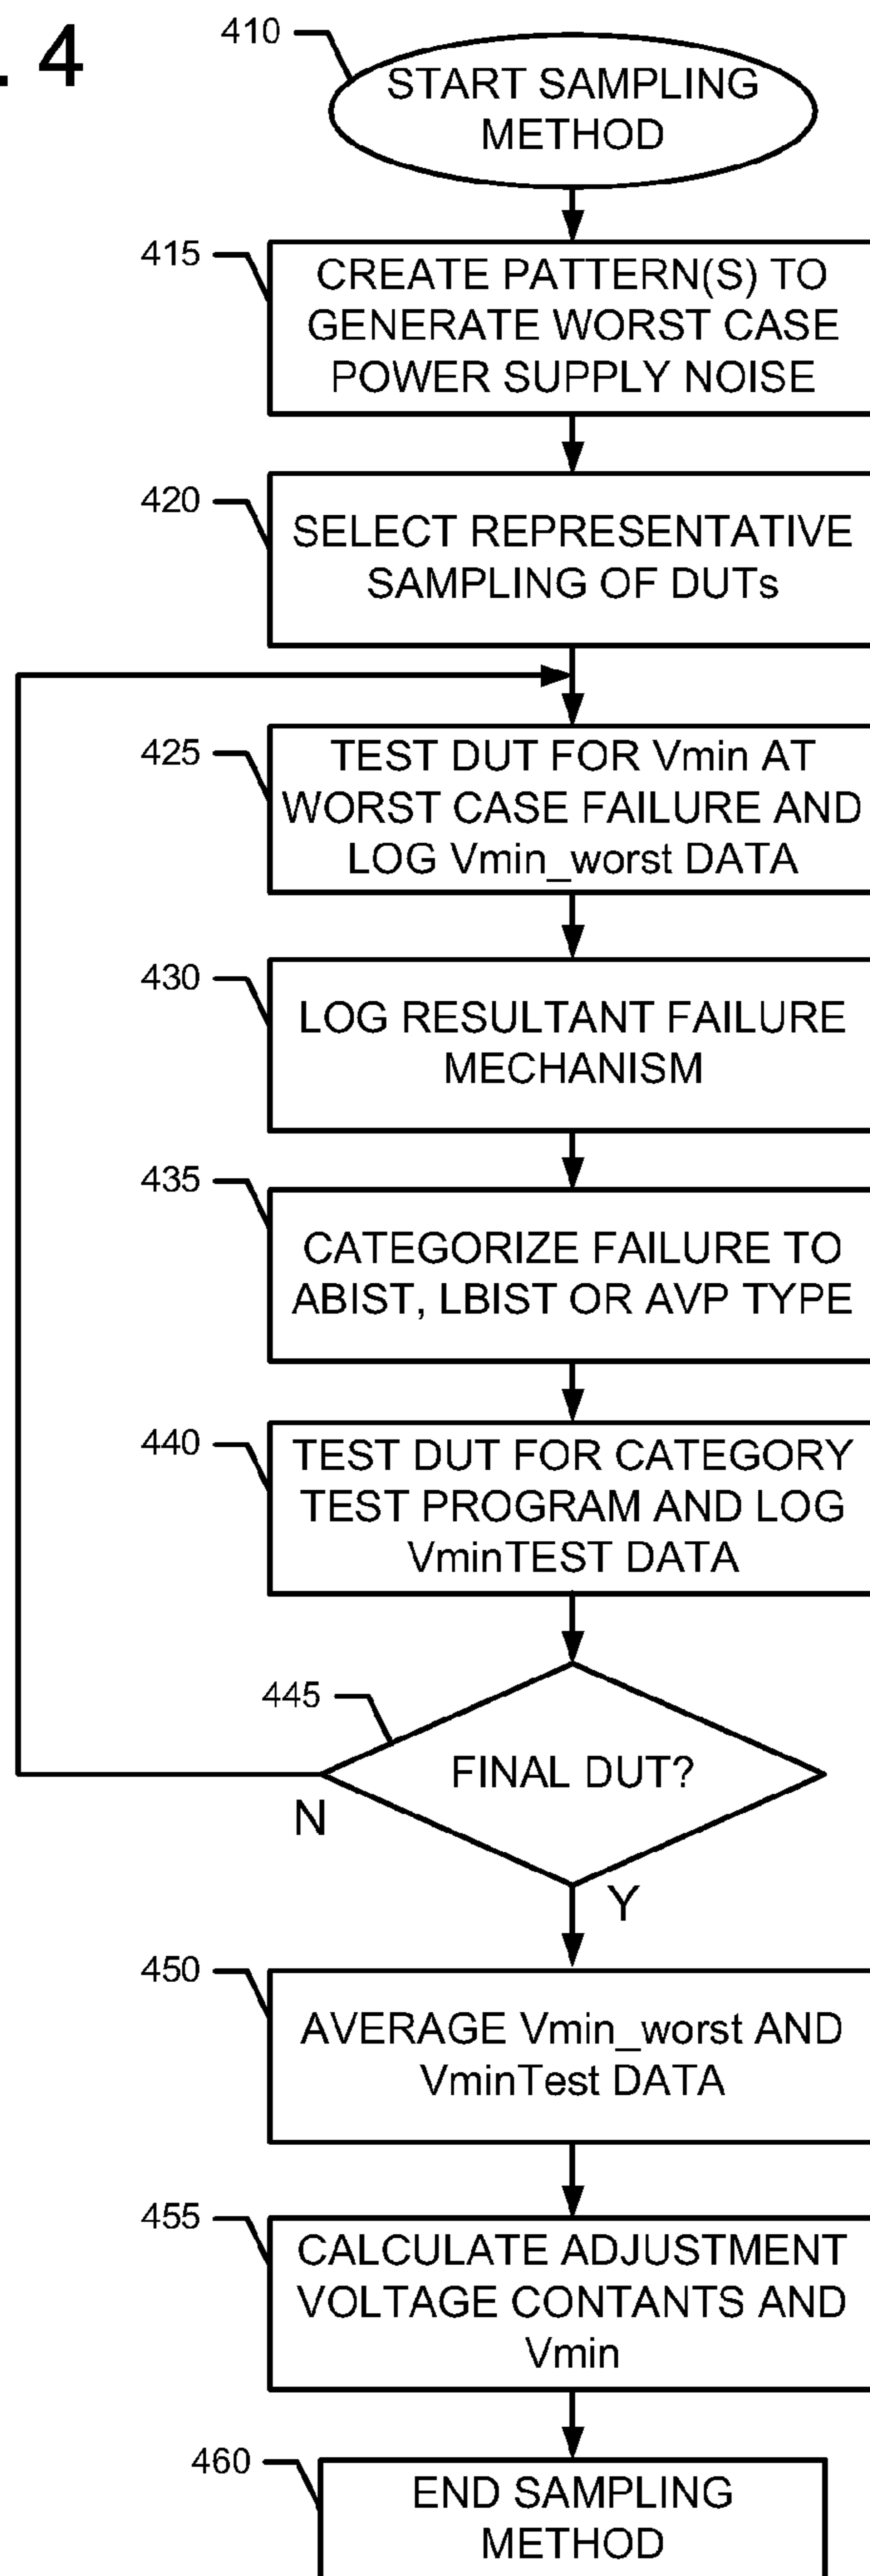 . 4
410
START SAMPLING
METHOD
415
CREATE PATTERN(S) TO
GENERATE WORST CASE
POWER SUPPLY NOISE
420
SELECT REPRESENTATIVE
SAMPLING OF DUTs
425
TEST DUT FOR Vmin AT
WORST CASE FAILURE AND
LOG Vmin_worst DATA
430
LOG RESULTANT FAILURE
MECHANISM
435
CATEGORIZE FAILURE TO
ABIST, LBIST OR AVP TYPE
440
TEST DUT FOR CATEGORY
TEST PROGRAM AND LOG
VminTEST DATA
445
FINAL DUT?
N
Y
450
AVERAGE Vmin_worst AND
VminTest DATA
455
CALCULATE ADJUSTMENT
VOLTAGE CONTANTS AND
Vmin
460
END SAMPLING
METHOD